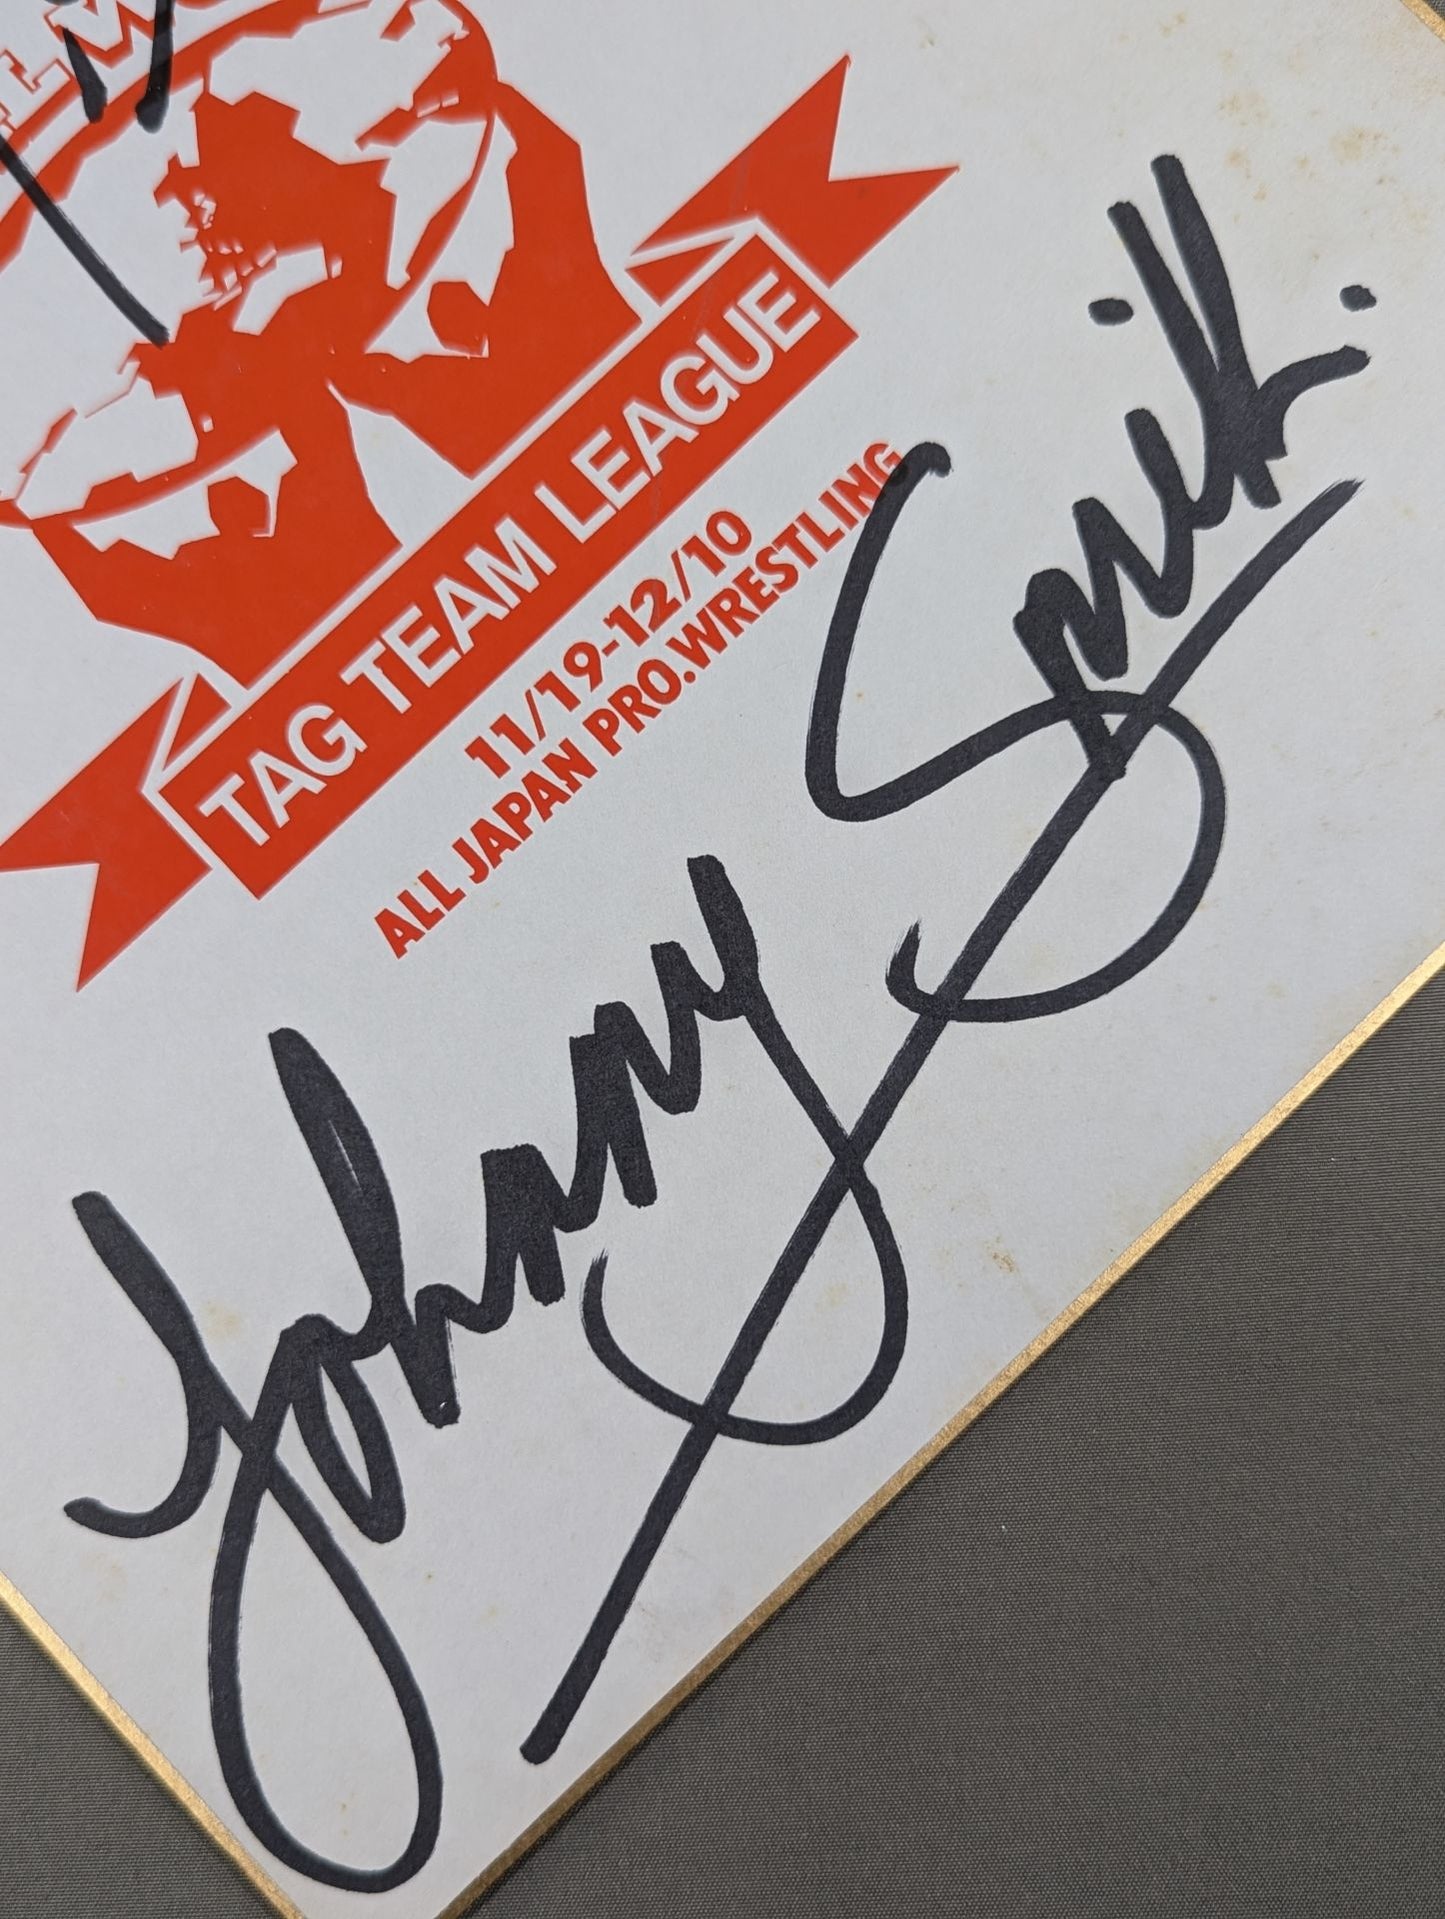 TAG TEAM LEAGUE
11/19-12/10
ALL JAPAN PRO.WRESTLING
Johnny Smith.